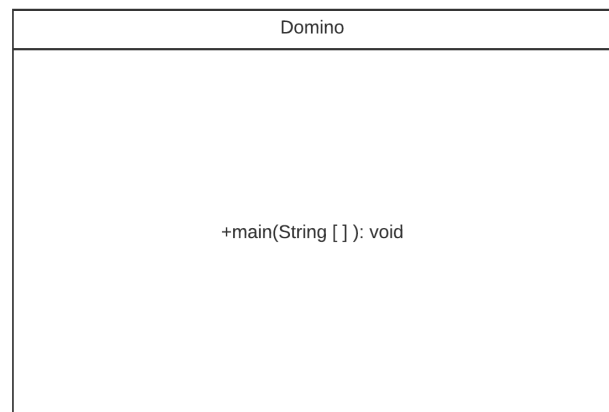 Domino
+main(String [ ] ): void